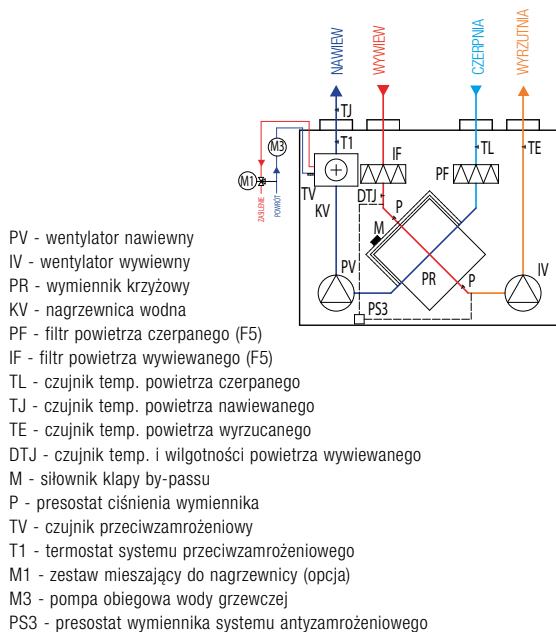 NAWIEW
WYWIEW
CZERPNIA
WYRZUTNIA
TJ
T1
M3
M1
TV
KV
ZASILENIE
POWRÓT
IF
DTJ
P
M
PF
TL
TE
PV
PR
P
IV
PS3
PV - wentylator nawiewny
IV - wentylator wywiewny
PR - wymiennik krzyżowy
KV - nagrzewnica wodna
PF - filtr powietrza czerpanego (F5)
IF - filtr powietrza wywiewanego (F5)
TL - czujnik temp. powietrza czerpanego
TJ - czujnik temp. powietrza nawiewanego
TE - czujnik temp. powietrza wyrzucanego
DTJ - czujnik temp. i wilgotności powietrza wywiewanego
M - siłownik klapy by-passu
P - presostat ciśnienia wymiennika
TV - czujnik przeciwzamrożeniowy
T1 - termostat systemu przeciwzamrożeniowego
M1 - zestaw mieszający do nagrzewnicy (opcja)
M3 - pompa obiegowa wody grzewczej
PS3 - presostat wymiennika systemu antyzamrożeniowego